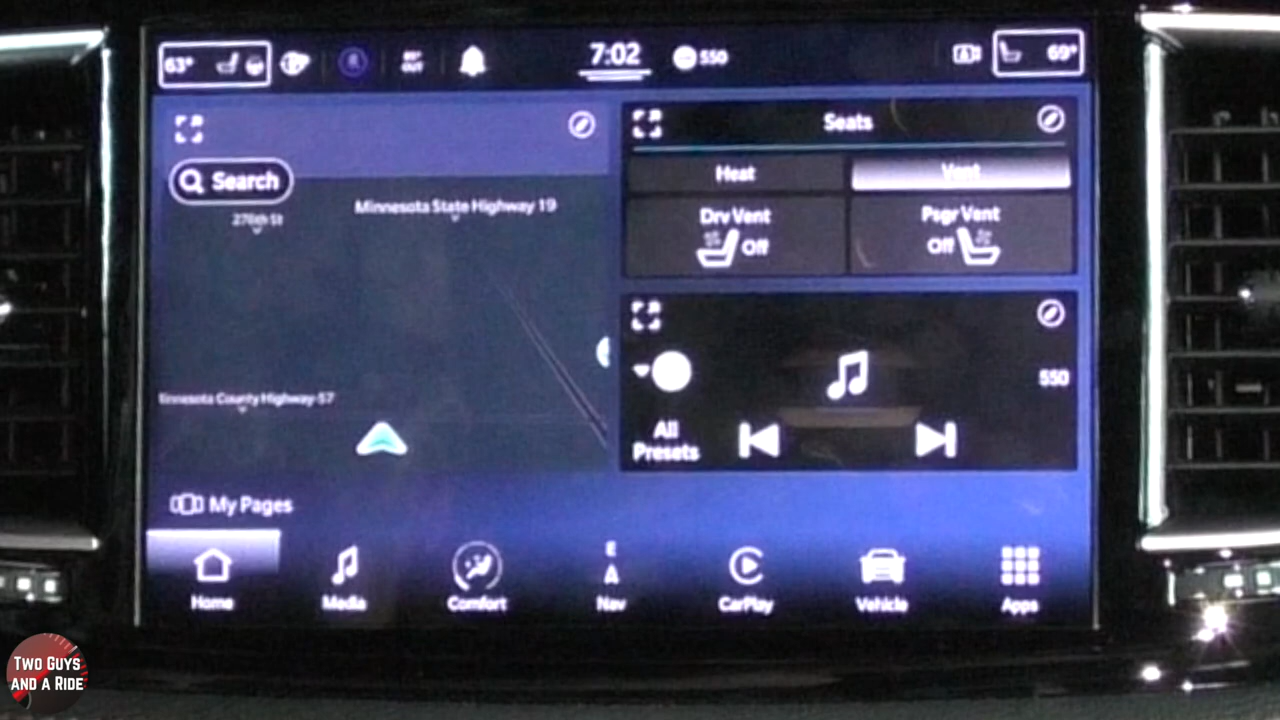 63°
OUT
7:02
550
69°
Search
276th St
Minnesota State Highway 19
Minnesota County Highway 57
Seats
Heat
Vent
Drv Vent
Off
Psgr Vent
Off
550
All
Presets
My Pages
E
A
Home
Media
Comfort
Nav
CarPlay
Vehicle
Apps
TWO GUYS
AND A RIDE